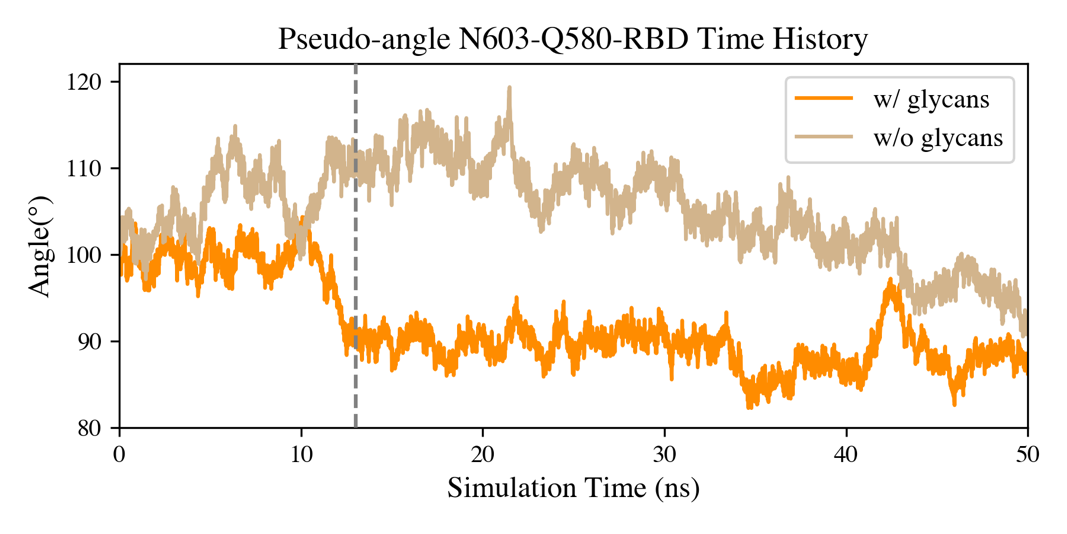 Pseudo-angle N603-Q580-RBD Time History
120
110
100
90
80
Angle(°)
w/ glycans
w/o glycans
0 10 20 30 40 50
Simulation Time (ns)